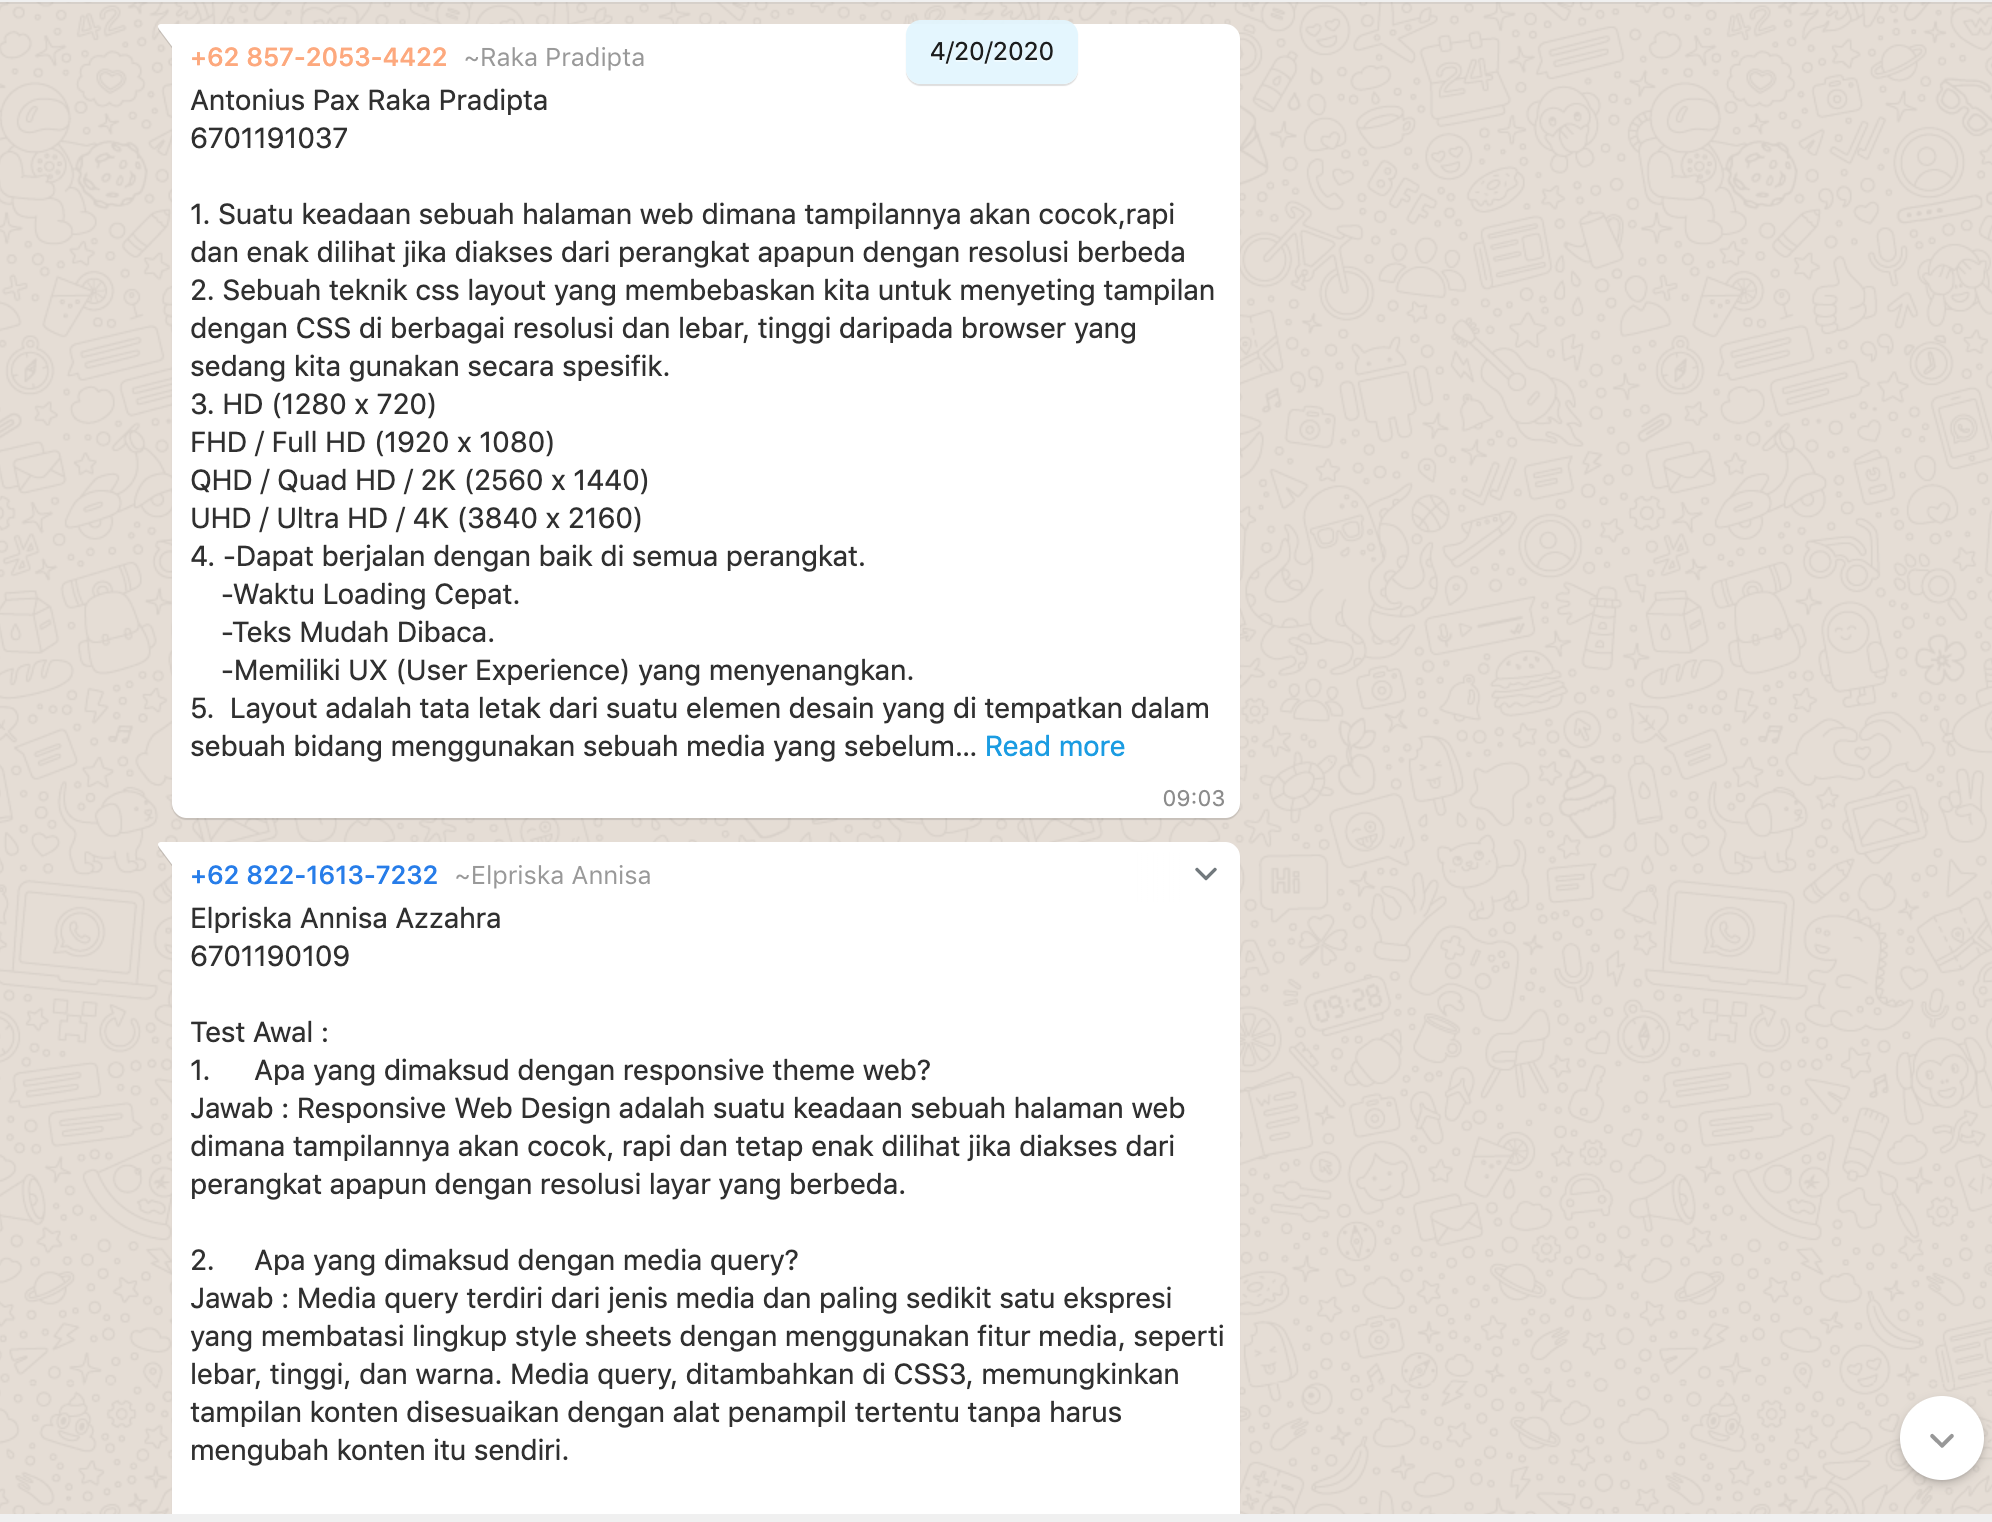 +62 857-2053-4422 ~Raka Pradipta
4/20/2020
Antonius Pax Raka Pradipta
6701191037
1. Suatu keadaan sebuah halaman web dimana tampilannya akan cocok,rapi
dan enak dilihat jika diakses dari perangkat apapun dengan resolusi berbeda
2. Sebuah teknik css layout yang membebaskan kita untuk menyeting tampilan
dengan CSS di berbagai resolusi dan lebar, tinggi daripada browser yang
sedang kita gunakan secara spesifik.
3. HD (1280 x 720)
FHD / Full HD (1920 x 1080)
QHD / Quad HD / 2K (2560 x 1440)
UHD / Ultra HD / 4K (3840 x 2160)
4. -Dapat berjalan dengan baik di semua perangkat.
-Waktu Loading Cepat.
-Teks Mudah Dibaca.
-Memiliki UX (User Experience) yang menyenangkan.
5.  Layout adalah tata letak dari suatu elemen desain yang di tempatkan dalam
sebuah bidang menggunakan sebuah media yang sebelum... Read more
09:03
+62 822-1613-7232 ~Elpriska Annisa
Elpriska Annisa Azzahra
6701190109
Test Awal :
1. Apa yang dimaksud dengan responsive theme web?
Jawab : Responsive Web Design adalah suatu keadaan sebuah halaman web
dimana tampilannya akan cocok, rapi dan tetap enak dilihat jika diakses dari
perangkat apapun dengan resolusi layar yang berbeda.
2. Apa yang dimaksud dengan media query?
Jawab : Media query terdiri dari jenis media dan paling sedikit satu ekspresi
yang membatasi lingkup style sheets dengan menggunakan fitur media, seperti
lebar, tinggi, dan warna. Media query, ditambahkan di CSS3, memungkinkan
tampilan konten disesuaikan dengan alat penampil tertentu tanpa harus
mengubah konten itu sendiri.
24
Hi
09:28